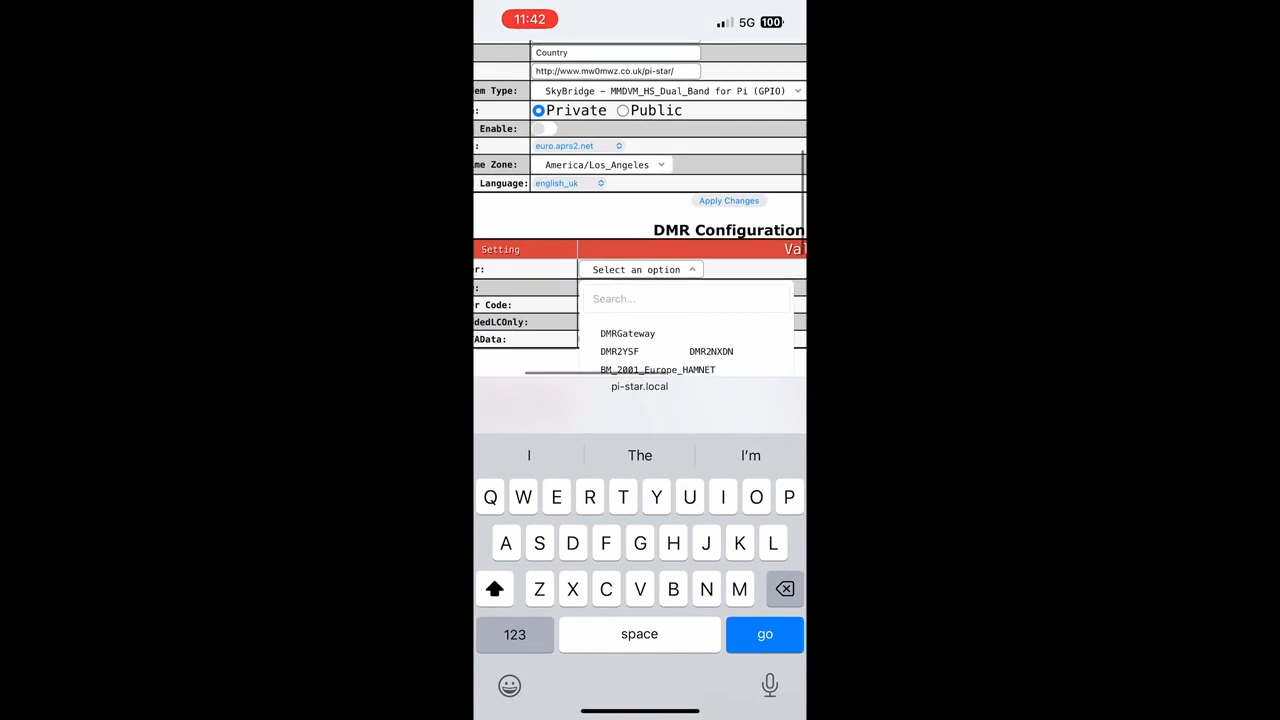 11:42
5G 100
Country
http://www.mw0mwz.co.uk/pi-star/
em Type: SkyBridge - MMDVM_HS_Dual_Band for Pi (GPIO)
: Private Public
Enable:
: euro.aprs2.net
me Zone: America/Los_Angeles
Language: english_uk
Apply Changes
DMR Configuration
Setting Val
r: Select an option
:
Search...
r Code:
dedLCOnly:
DMRGateway
AData:
DMR2YSF DMR2NXDN
BM_2001_Europe_HAMNET
pi-star.local
I The I'm
Q W E R T Y U I O P
A S D F G H J K L
Z X C V B N M
123 space go